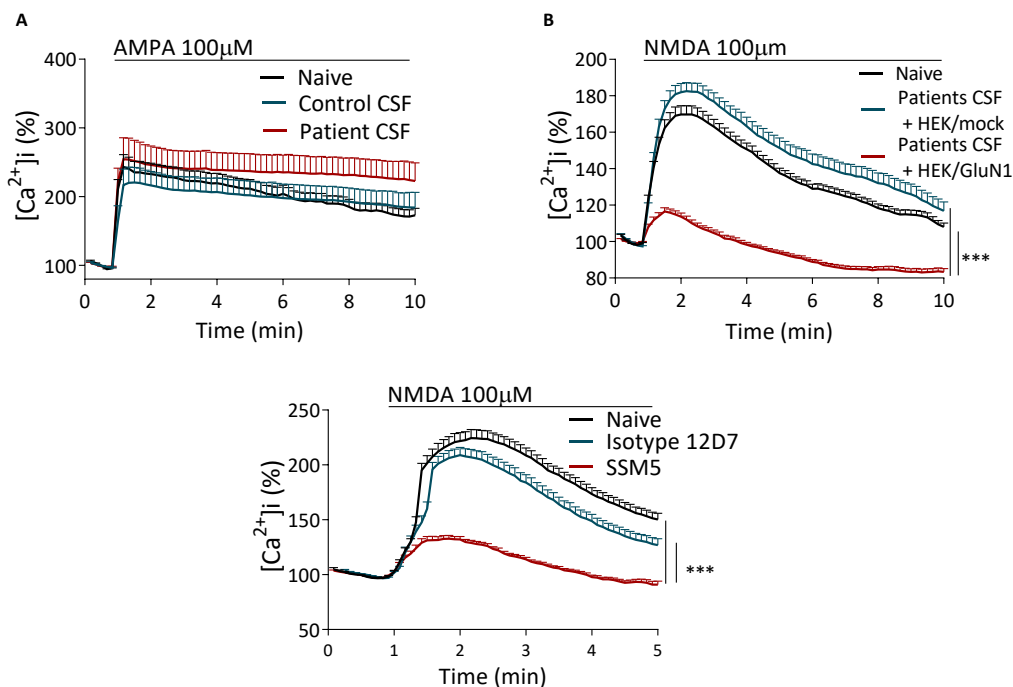 A
AMPA 100μM
400
300
200
100
[Ca2+]i (%)
Naive
Control CSF
Patient CSF
0
2
4
6
8
10
Time (min)
B
NMDA 100μm
200
180
160
140
120
100
80
[Ca2+]i (%)
Naive
Patients CSF
+ HEK/mock
Patients CSF
+ HEK/GluN1
***
0
2
4
6
8
10
Time (min)
NMDA 100μM
250
200
150
100
50
[Ca2+]i (%)
Naive
Isotype 12D7
SSM5
***
0
1
2
3
4
5
Time (min)